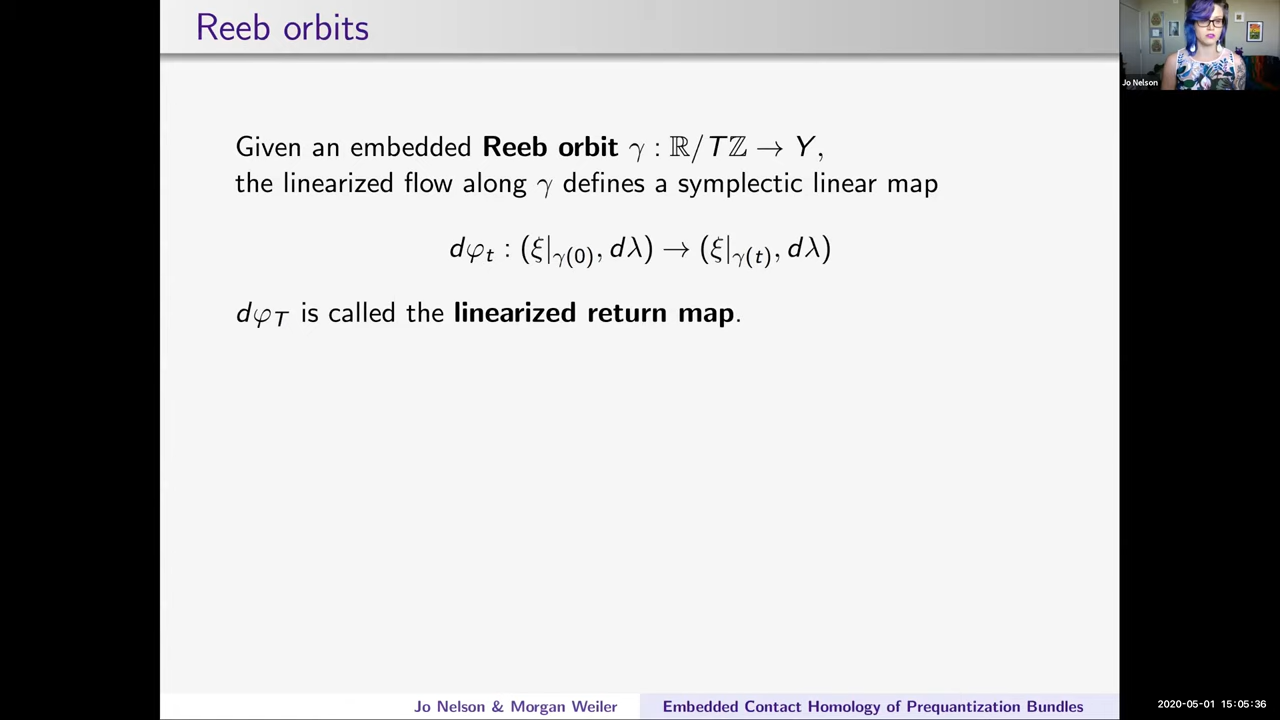 Reeb orbits
Jo Nelson
Given an embedded Reeb orbit γ : ℝ/Tℤ → Y,
the linearized flow along γ defines a symplectic linear map
dφ_t : (ξ|_{γ(0)}, dλ) → (ξ|_{γ(t)}, dλ)
dφ_T is called the linearized return map.
Jo Nelson & Morgan Weiler Embedded Contact Homology of Prequantization Bundles
2020-05-01 15:05:36